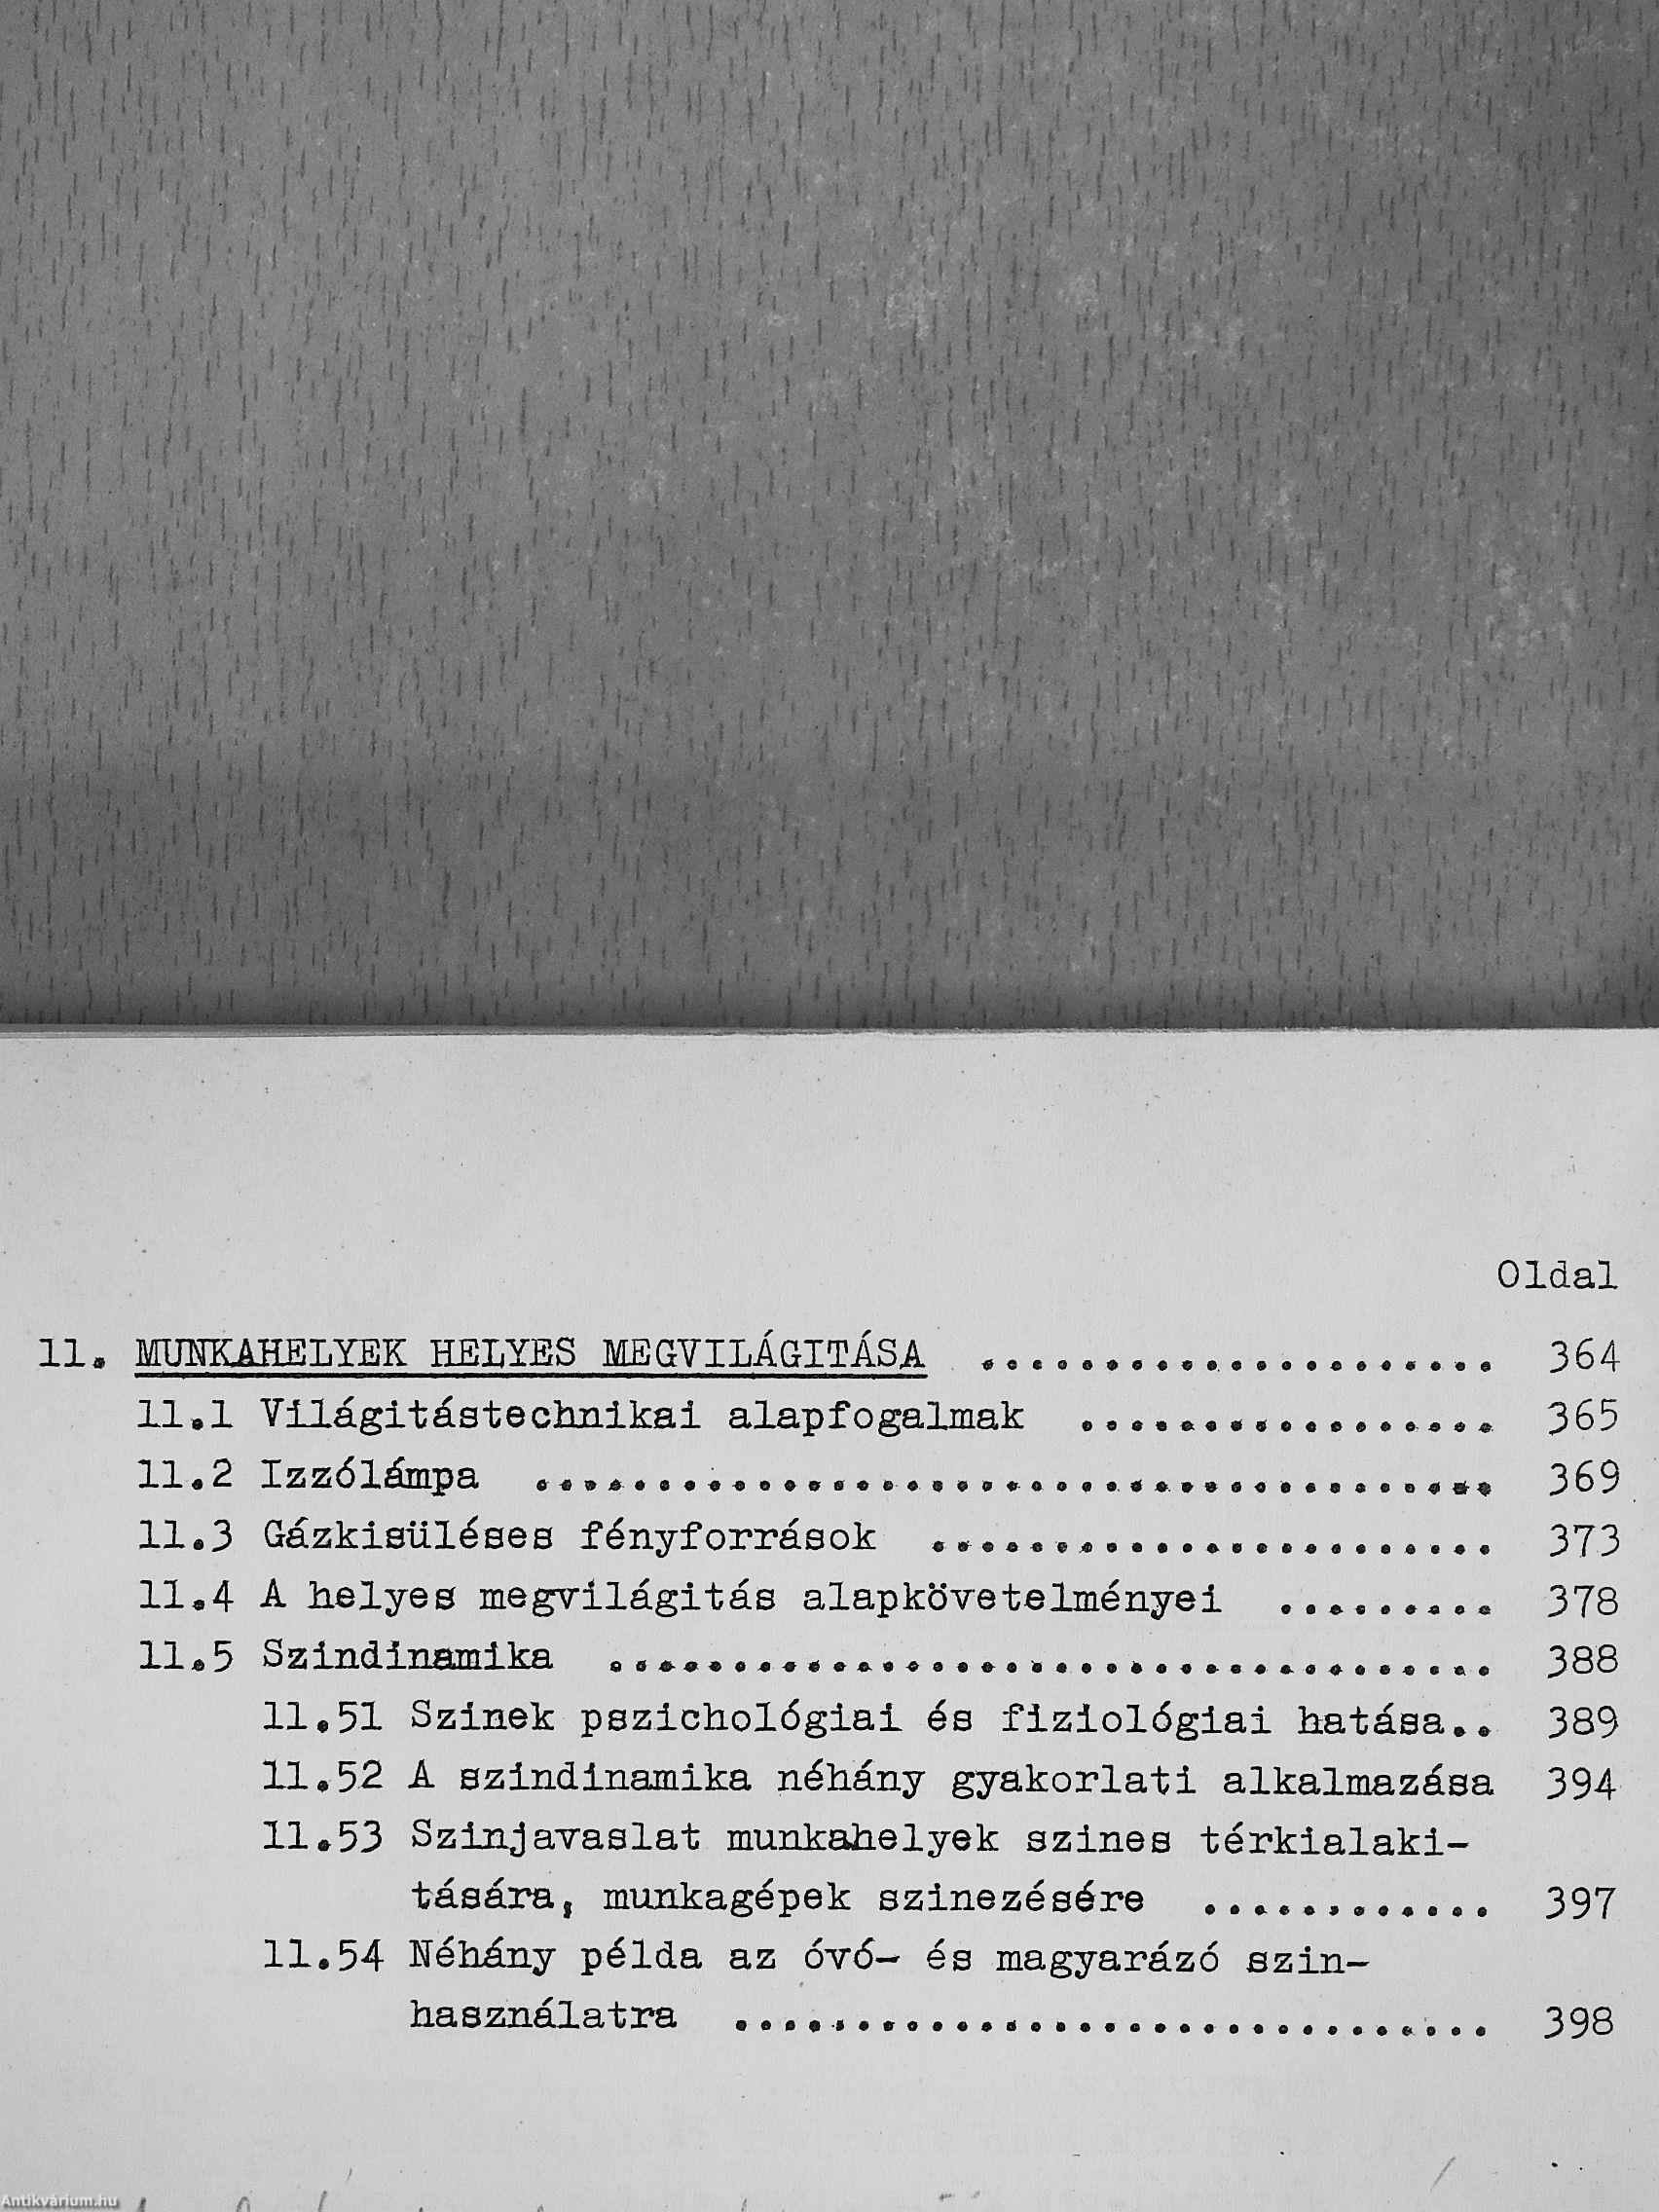 Oldal
11. MUNKAHELYEK HELYES MEGVILÁGITÁSA ..................... 364
11.1 Világitástechnikai alapfogalmak ................. 365
11.2 Izzólámpa ....................................... 369
11.3 Gázkisüléses fényforrások ....................... 373
11.4 A helyes megvilágitás alapkövetelményei ......... 378
11.5 Szindinamika .................................... 388
11.51 Szinek pszichológiai és fiziológiai hatása.. 389
11.52 A szindinamika néhány gyakorlati alkalmazása 394
11.53 Szinjavaslat munkahelyek szines térkialaki-
tására, munkagépek szinezésére ............ 397
11.54 Néhány példa az óvó- és magyarázó szin-
használatra ............................... 398
Antikvárium.hu